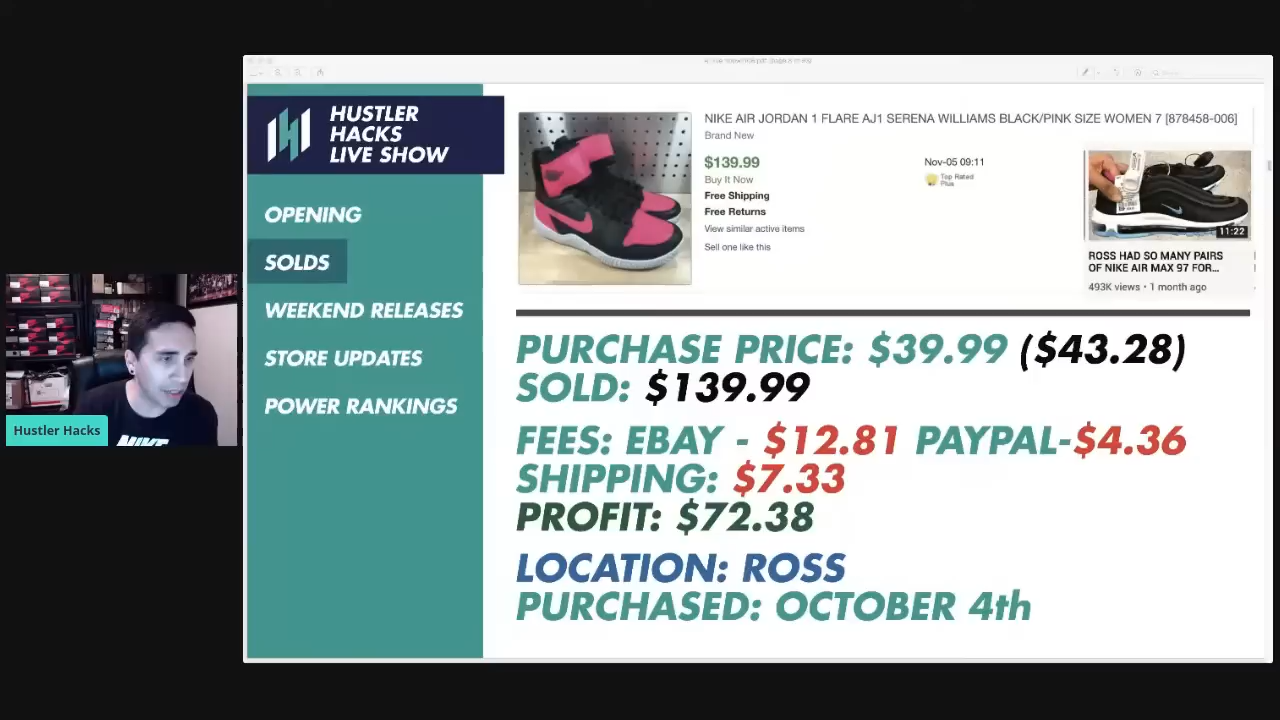 HUSTLER
HACKS
LIVE SHOW
OPENING
SOLDS
WEEKEND RELEASES
STORE UPDATES
POWER RANKINGS
Hustler Hacks
NIKE
NIKE AIR JORDAN 1 FLARE AJ1 SERENA WILLIAMS BLACK/PINK SIZE WOMEN 7 [878458-006]
Brand New
$139.99
Buy It Now
Free Shipping
Free Returns
View similar active items
Sell one like this
Nov-05 09:11
Top Rated
Plus
11:22
ROSS HAD SO MANY PAIRS
OF NIKE AIR MAX 97 FOR...
493K views • 1 month ago
PURCHASE PRICE: $39.99 ($43.28)
SOLD: $139.99
FEES: EBAY - $12.81 PAYPAL-$4.36
SHIPPING: $7.33
PROFIT: $72.38
LOCATION: ROSS
PURCHASED: OCTOBER 4th